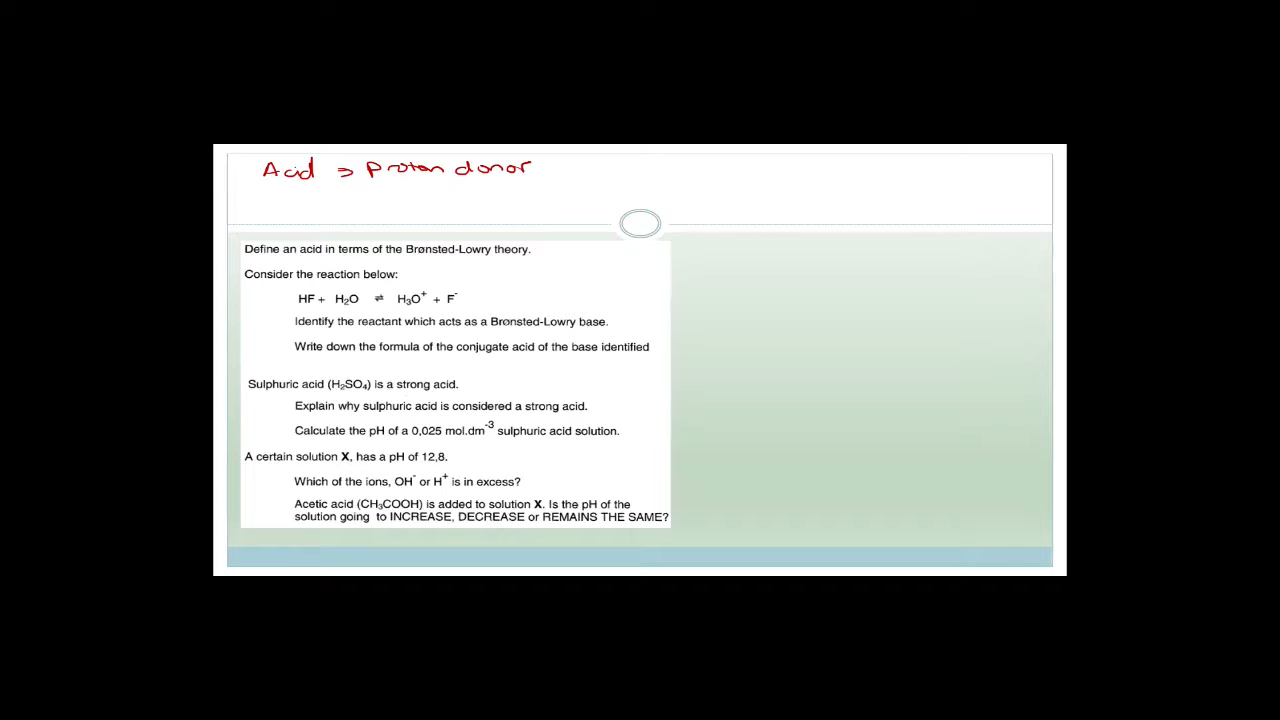 Acid ⇒ Proton donor
Define an acid in terms of the Brønsted-Lowry theory.
Consider the reaction below:
HF + H₂O ⇌ H₃O⁺ + F⁻
Identify the reactant which acts as a Brønsted-Lowry base.
Write down the formula of the conjugate acid of the base identified
Sulphuric acid (H₂SO₄) is a strong acid.
Explain why sulphuric acid is considered a strong acid.
Calculate the pH of a 0,025 mol.dm⁻³ sulphuric acid solution.
A certain solution X, has a pH of 12,8.
Which of the ions, OH⁻ or H⁺ is in excess?
Acetic acid (CH₃COOH) is added to solution X. Is the pH of the
solution going to INCREASE, DECREASE or REMAINS THE SAME?